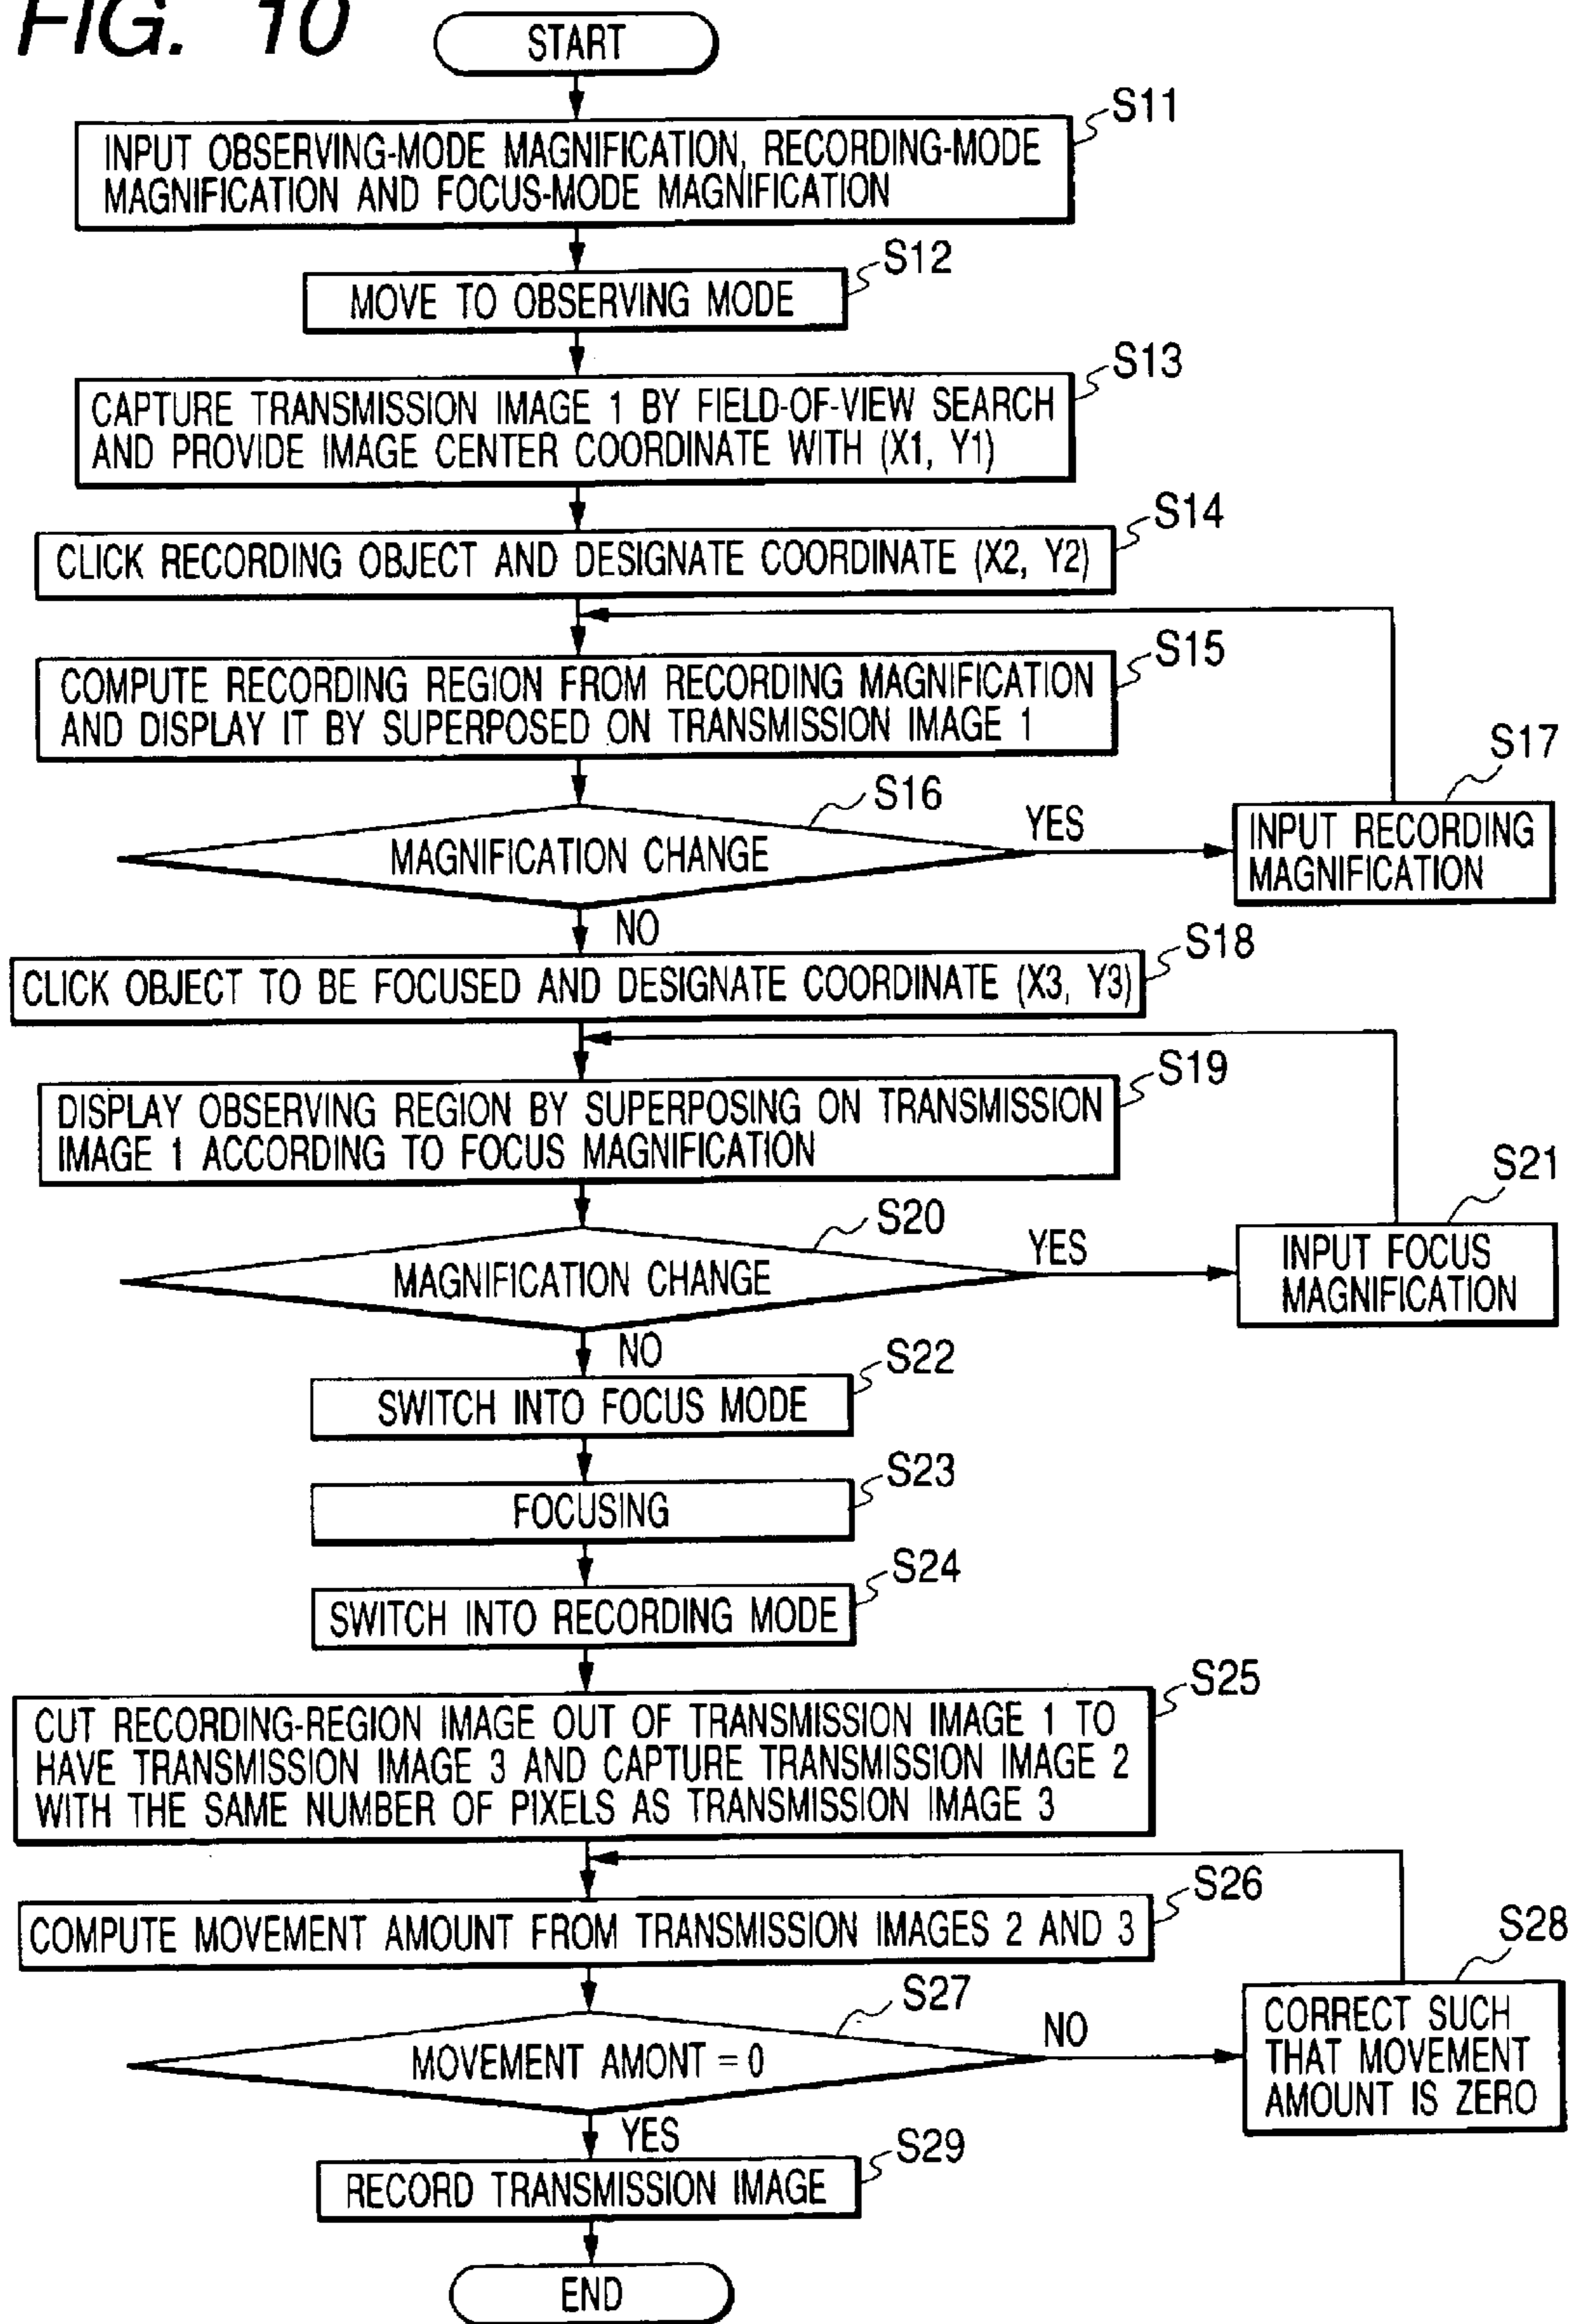 FIG. 10
START
S11
INPUT OBSERVING-MODE MAGNIFICATION, RECORDING-MODE
MAGNIFICATION AND FOCUS-MODE MAGNIFICATION
S12
MOVE TO OBSERVING MODE
S13
CAPTURE TRANSMISSION IMAGE 1 BY FIELD-OF-VIEW SEARCH
AND PROVIDE IMAGE CENTER COORDINATE WITH (X1, Y1)
S14
CLICK RECORDING OBJECT AND DESIGNATE COORDINATE (X2, Y2)
S15
COMPUTE RECORDING REGION FROM RECORDING MAGNIFICATION
AND DISPLAY IT BY SUPERPOSED ON TRANSMISSION IMAGE 1
S16
MAGNIFICATION CHANGE
YES
S17
INPUT RECORDING
MAGNIFICATION
NO
S18
CLICK OBJECT TO BE FOCUSED AND DESIGNATE COORDINATE (X3, Y3)
S19
DISPLAY OBSERVING REGION BY SUPERPOSING ON TRANSMISSION
IMAGE 1 ACCORDING TO FOCUS MAGNIFICATION
S20
MAGNIFICATION CHANGE
YES
S21
INPUT FOCUS
MAGNIFICATION
NO
S22
SWITCH INTO FOCUS MODE
S23
FOCUSING
S24
SWITCH INTO RECORDING MODE
S25
CUT RECORDING-REGION IMAGE OUT OF TRANSMISSION IMAGE 1 TO
HAVE TRANSMISSION IMAGE 3 AND CAPTURE TRANSMISSION IMAGE 2
WITH THE SAME NUMBER OF PIXELS AS TRANSMISSION IMAGE 3
S26
COMPUTE MOVEMENT AMOUNT FROM TRANSMISSION IMAGES 2 AND 3
S27
MOVEMENT AMONT = 0
NO
S28
CORRECT SUCH
THAT MOVEMENT
AMOUNT IS ZERO
YES
S29
RECORD TRANSMISSION IMAGE
END